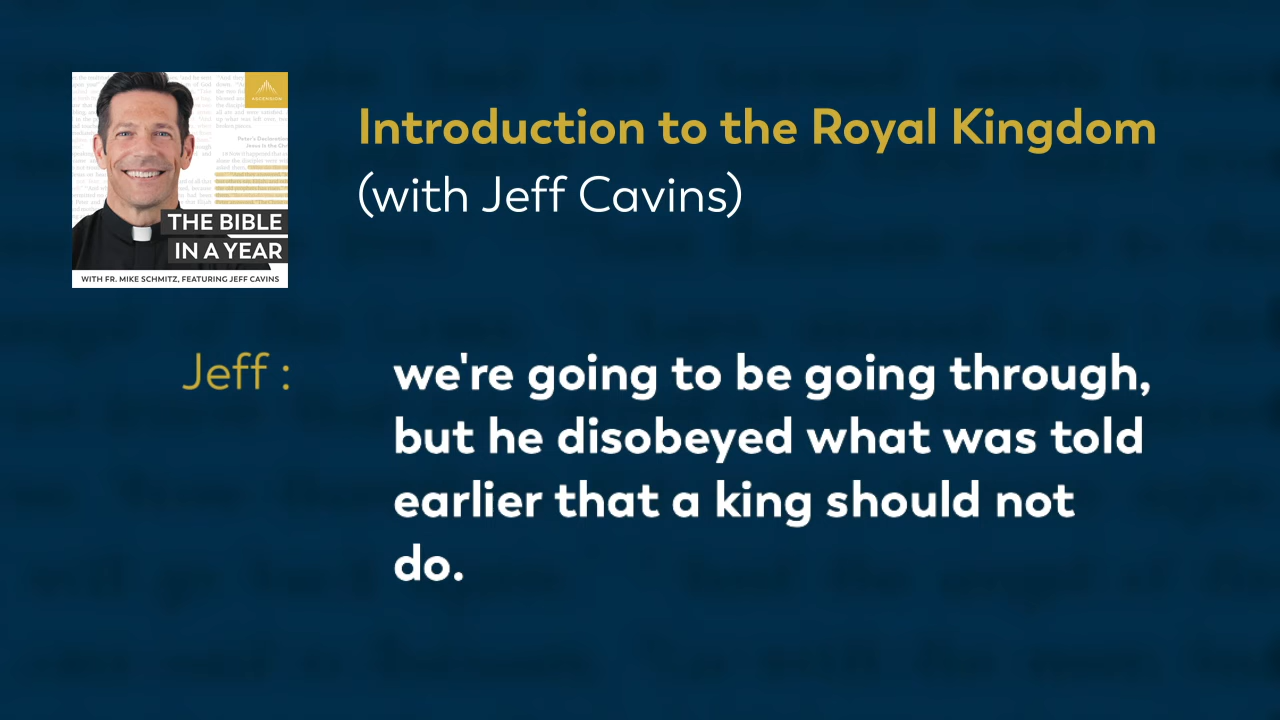 ASCENSION
THE BIBLE
IN A YEAR
WITH FR. MIKE SCHMITZ, FEATURING JEFF CAVINS
Introduction to the Royal Kingdom
(with Jeff Cavins)
Jeff : we're going to be going through,
but he disobeyed what was told
earlier that a king should not
do.